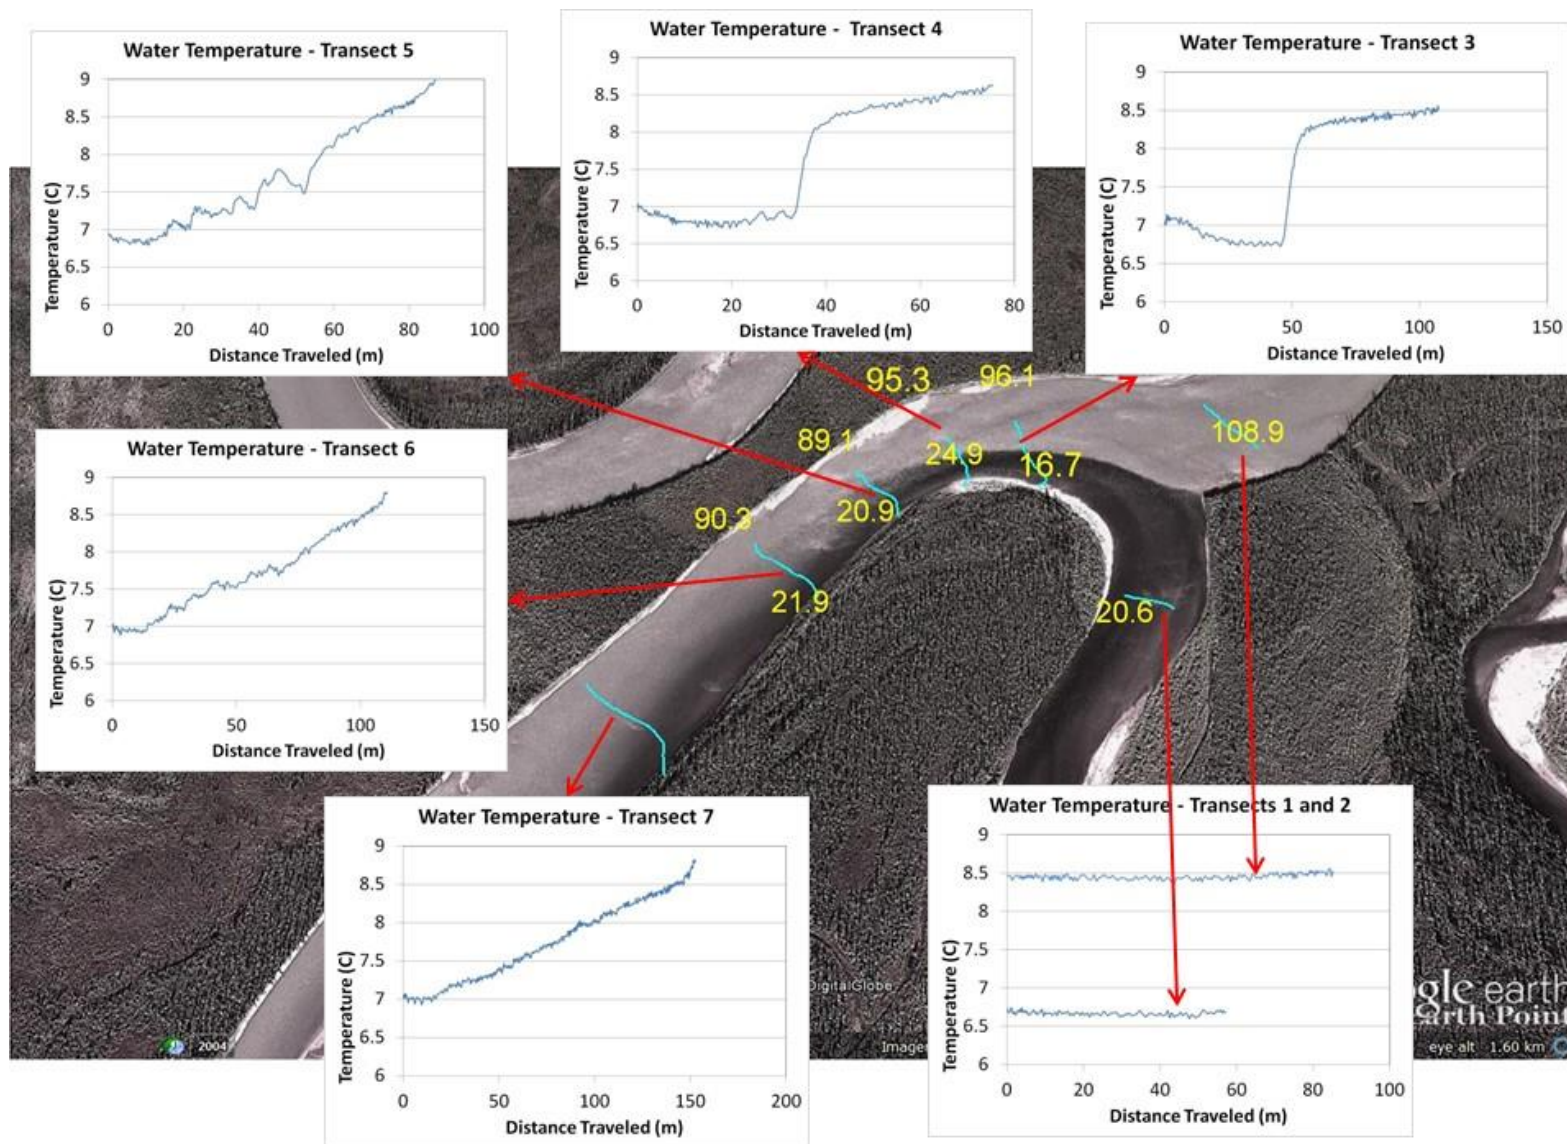 Water Temperature - Transect 5
Temperature (C)
9
8.5
8
7.5
7
6.5
6
0 20 40 60 80 100
Distance Traveled (m)
Water Temperature - Transect 4
Temperature (C)
9
8.5
8
7.5
7
6.5
6
0 20 40 60 80
Distance Traveled (m)
Water Temperature - Transect 3
Temperature (C)
9
8.5
8
7.5
7
6.5
6
0 50 100 150
Distance Traveled (m)
95.3
96.1
89.1
24.9
16.7
108.9
90.3
20.9
21.9
20.6
Water Temperature - Transect 6
Temperature (C)
9
8.5
8
7.5
7
6.5
6
0 50 100 150
Distance Traveled (m)
Water Temperature - Transect 7
Temperature (C)
9
8.5
8
7.5
7
6.5
6
0 50 100 150 200
Distance Traveled (m)
Water Temperature - Transects 1 and 2
Temperature (C)
9
8.5
8
7.5
7
6.5
6
0 20 40 60 80 100
Distance Traveled (m)
DigitalGlobe
2004
earth
eye alt 1.60 km